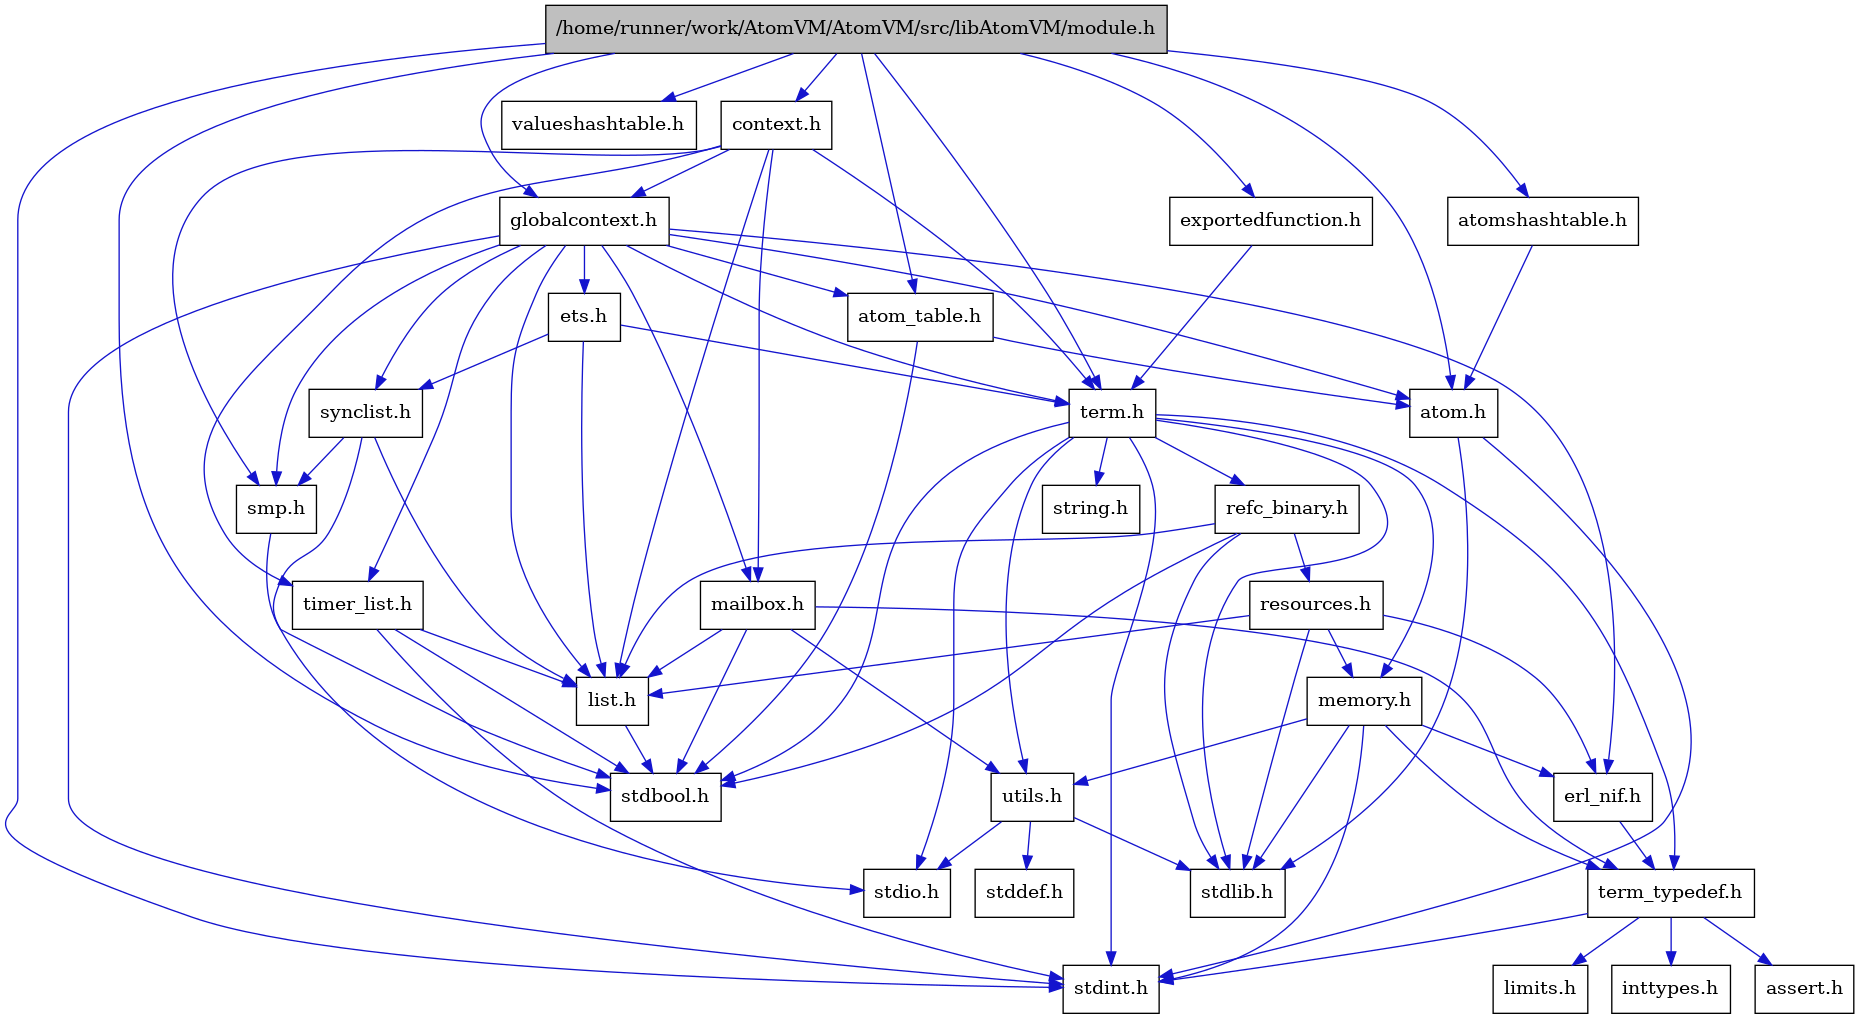 /home/runner/work/AtomVM/AtomVM/src/libAtomVM/module.h
valueshashtable.h
context.h
globalcontext.h
exportedfunction.h
atomshashtable.h
ets.h
atom_table.h
synclist.h
term.h
atom.h
smp.h
string.h
refc_binary.h
timer_list.h
mailbox.h
resources.h
list.h
memory.h
stdbool.h
utils.h
erl_nif.h
stdio.h
stddef.h
stdlib.h
term_typedef.h
stdint.h
limits.h
inttypes.h
assert.h